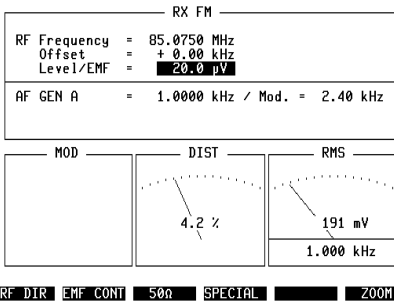 RX FM
RF Frequency = 85.0750 MHz
Offset = + 0.00 kHz
Level/EMF = 20.0 µV
AF GEN A = 1.0000 kHz / Mod. = 2.40 kHz
MOD DIST RMS
4.2 % 191 mV
1.000 kHz
RF DIR EMF CONT 50Ω SPECIAL ZOOM